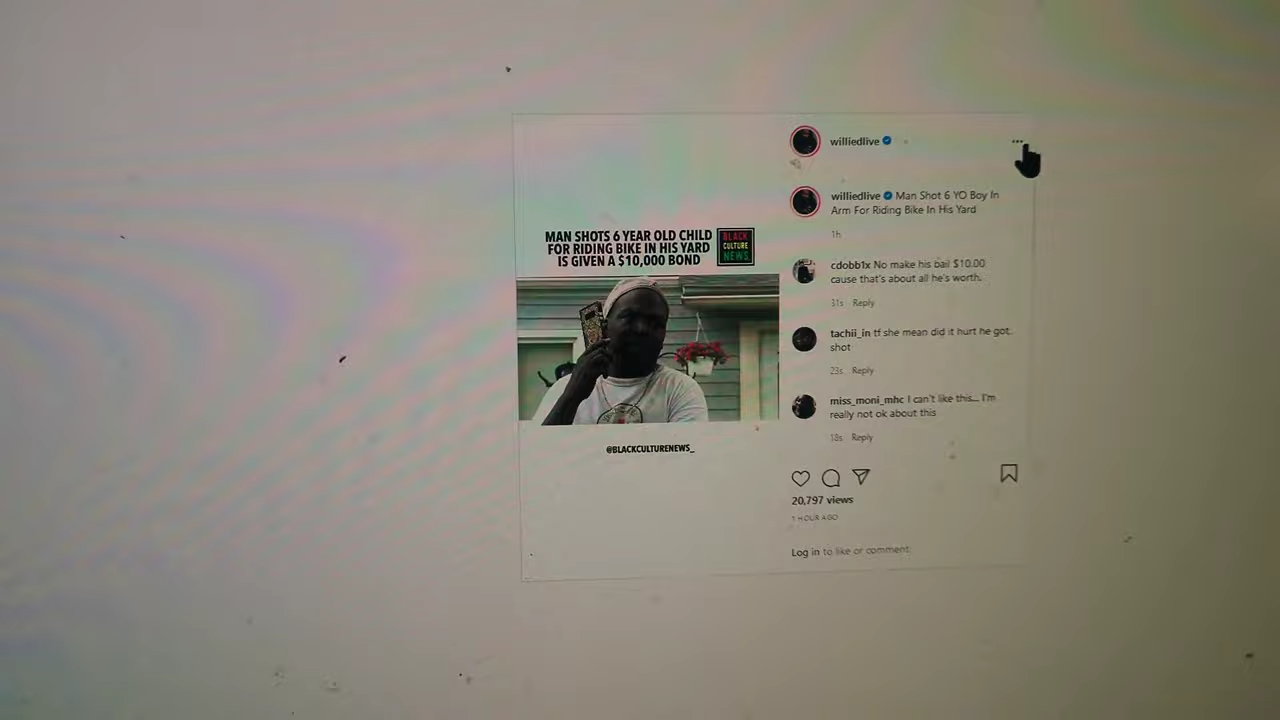 MAN SHOTS 6 YEAR OLD CHILD
FOR RIDING BIKE IN HIS YARD
IS GIVEN A $10,000 BOND
BLACK
CULTURE
NEWS
@BLACKCULTURENEWS_
williedlive
williedlive Man Shot 6 YO Boy In
Arm For Riding Bike In His Yard
1h
cdobb1x No make his bail $10.00
cause that's about all he's worth.
31s Reply
tachii_in tf she mean did it hurt he got
shot
23s Reply
miss_moni_mhc I can't like this... I'm
really not ok about this
18s Reply
20,797 views
1 HOUR AGO
Log in to like or comment.